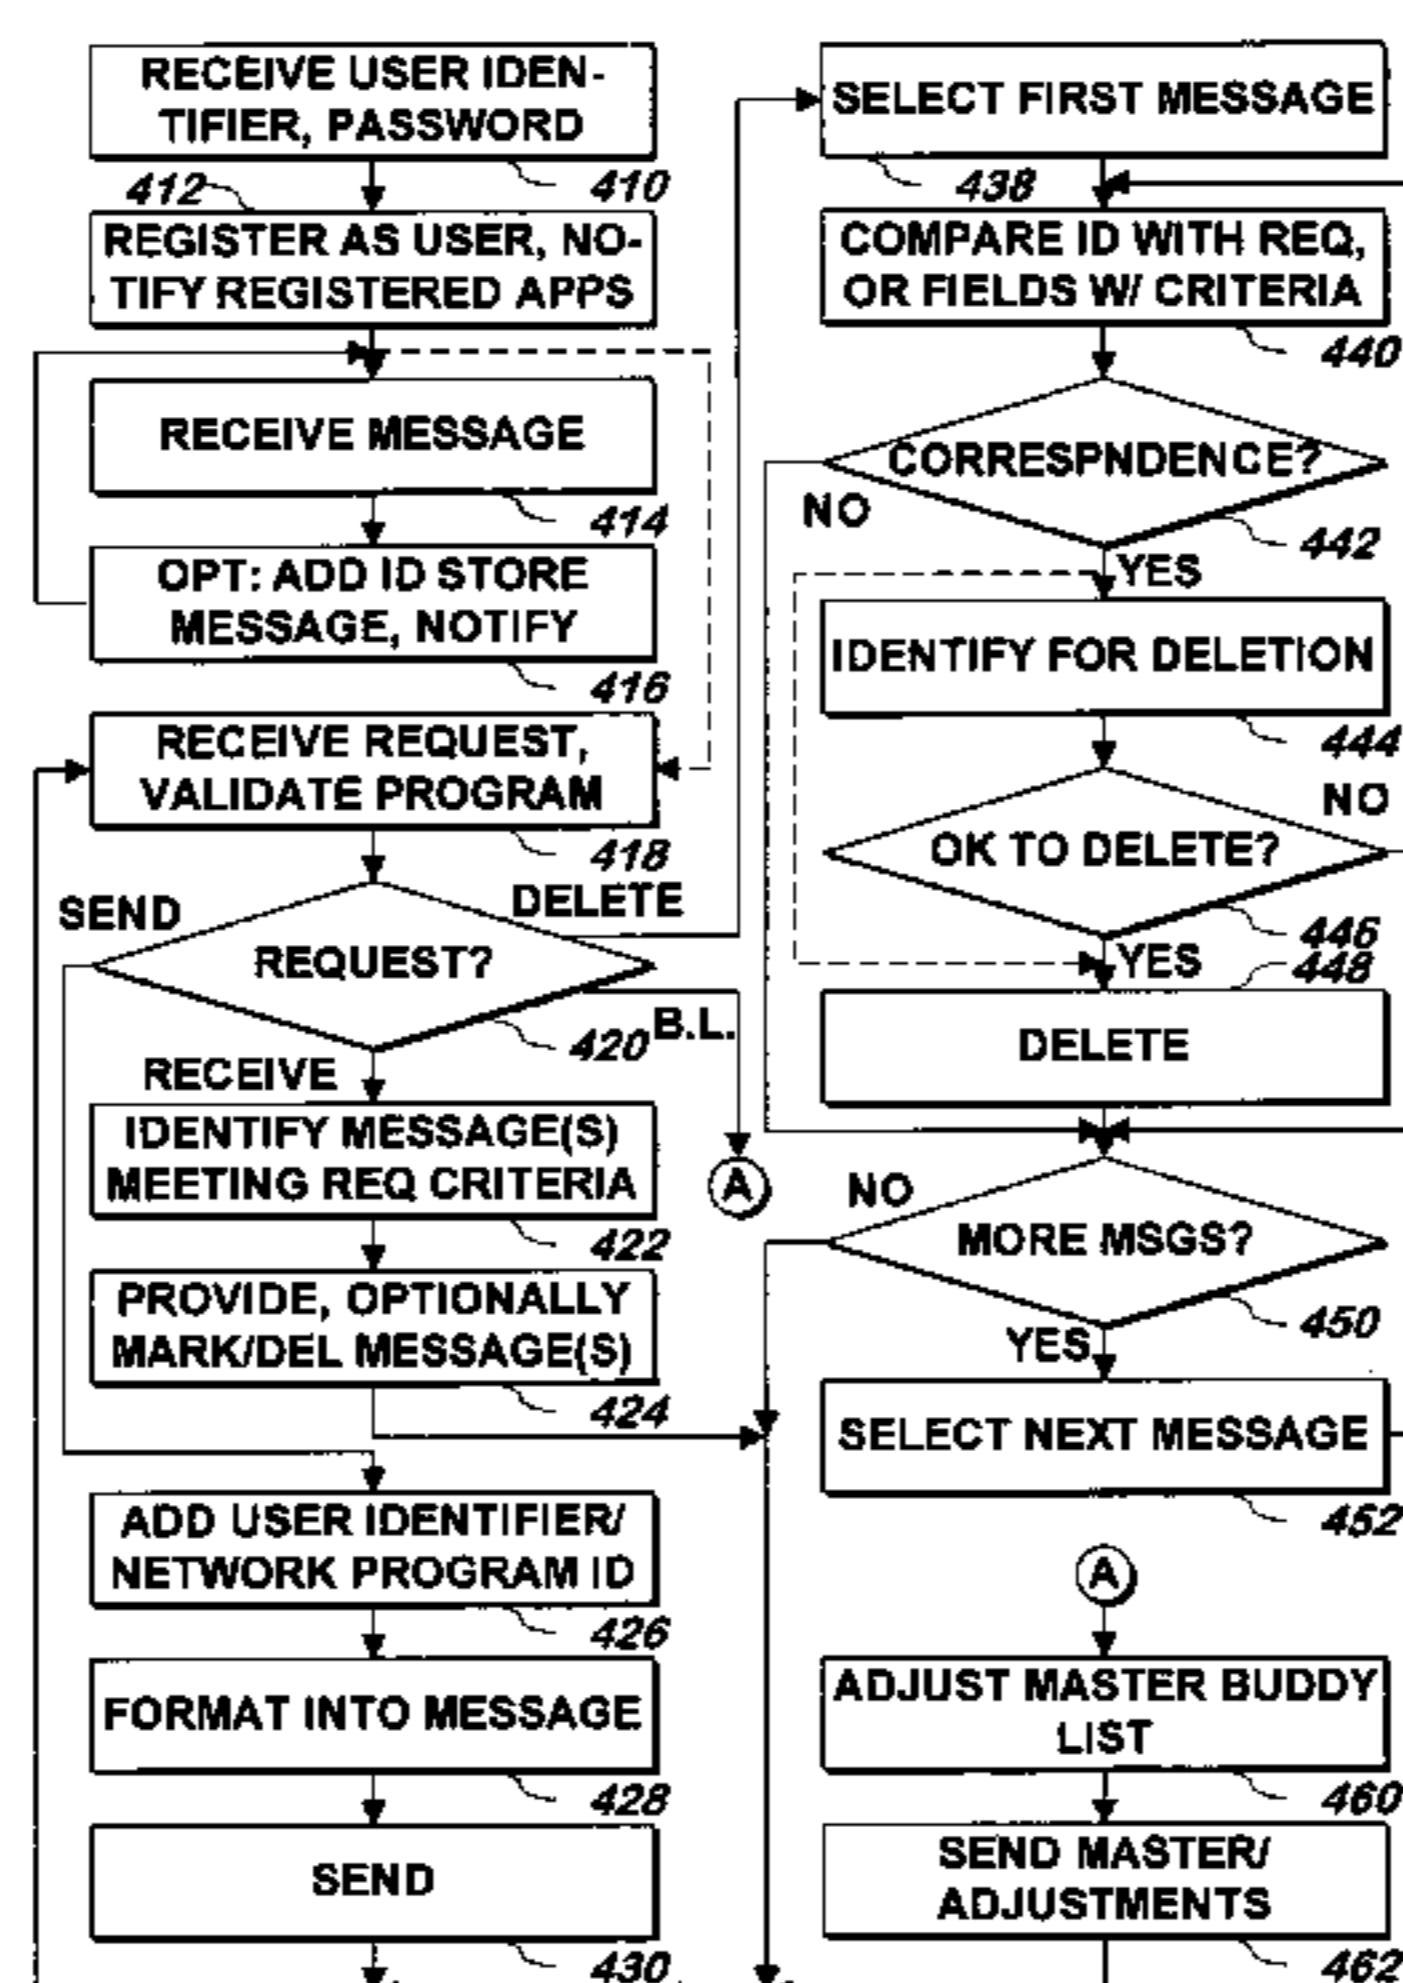 RECEIVE USER IDEN-
TIFIER, PASSWORD
410
412
REGISTER AS USER, NO-
TIFY REGISTERED APPS
RECEIVE MESSAGE
414
OPT: ADD ID STORE
MESSAGE, NOTIFY
416
RECEIVE REQUEST,
VALIDATE PROGRAM
418
SEND
DELETE
REQUEST?
420
B.L.
RECEIVE
A
IDENTIFY MESSAGE(S)
MEETING REQ CRITERIA
422
PROVIDE, OPTIONALLY
MARK/DEL MESSAGE(S)
424
ADD USER IDENTIFIER/
NETWORK PROGRAM ID
426
FORMAT INTO MESSAGE
428
SEND
430
SELECT FIRST MESSAGE
438
COMPARE ID WITH REQ,
OR FIELDS W/ CRITERIA
440
CORRESPNDENCE?
NO
442
YES
IDENTIFY FOR DELETION
444
NO
OK TO DELETE?
446
YES
448
DELETE
NO
MORE MSGS?
450
YES
SELECT NEXT MESSAGE
452
A
ADJUST MASTER BUDDY
LIST
460
SEND MASTER/
ADJUSTMENTS
462